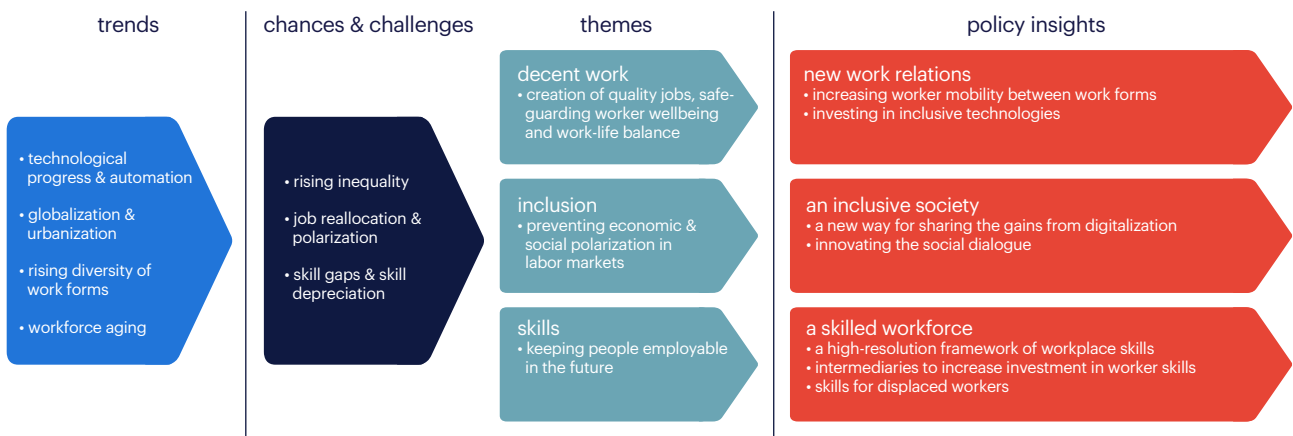 trends
• technological
progress & automation
• globalization &
urbanization
• rising diversity of
work forms
• workforce aging
chances & challenges
• rising inequality
• job reallocation &
polarization
• skill gaps & skill
depreciation
themes
decent work
• creation of quality jobs, safe-
guarding worker wellbeing
and work-life balance
inclusion
• preventing economic &
social polarization in
labor markets
skills
• keeping people employable
in the future
policy insights
new work relations
• increasing worker mobility between work forms
• investing in inclusive technologies
an inclusive society
• a new way for sharing the gains from digitalization
• innovating the social dialogue
a skilled workforce
• a high-resolution framework of workplace skills
• intermediaries to increase investment in worker skills
• skills for displaced workers